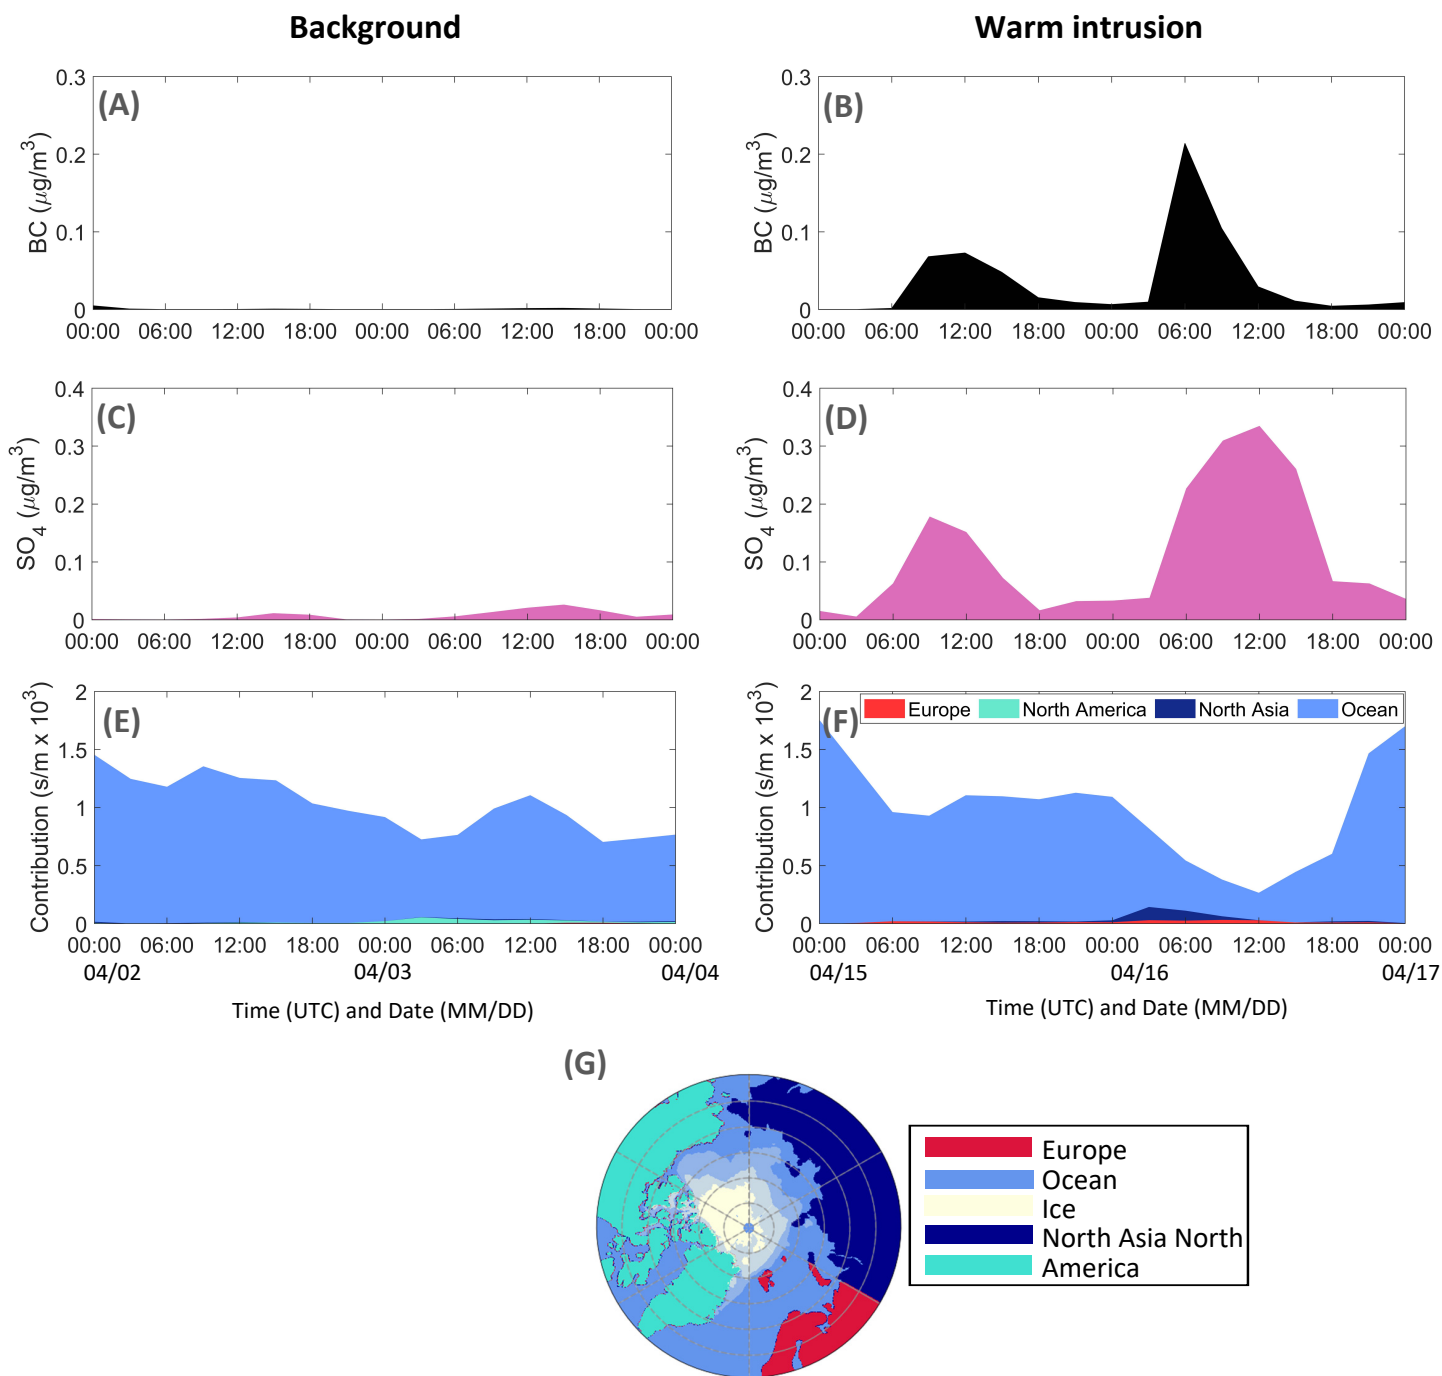 Background
Warm intrusion
(A)
BC (μg/m³)
0.3
0.2
0.1
0
00:00 06:00 12:00 18:00 00:00 06:00 12:00 18:00 00:00
(B)
BC (μg/m³)
0.3
0.2
0.1
0
00:00 06:00 12:00 18:00 00:00 06:00 12:00 18:00 00:00
(C)
SO₄ (μg/m³)
0.4
0.3
0.2
0.1
0
00:00 06:00 12:00 18:00 00:00 06:00 12:00 18:00 00:00
(D)
SO₄ (μg/m³)
0.4
0.3
0.2
0.1
0
00:00 06:00 12:00 18:00 00:00 06:00 12:00 18:00 00:00
(E)
Contribution (s/m x 10³)
2
1.5
1
0.5
0
00:00 06:00 12:00 18:00 00:00 06:00 12:00 18:00 00:00
04/02 04/03 04/04
Time (UTC) and Date (MM/DD)
(F)
Europe North America North Asia Ocean
Contribution (s/m x 10³)
2
1.5
1
0.5
0
00:00 06:00 12:00 18:00 00:00 06:00 12:00 18:00 00:00
04/15 04/16 04/17
Time (UTC) and Date (MM/DD)
(G)
Europe
Ocean
Ice
North Asia North
America